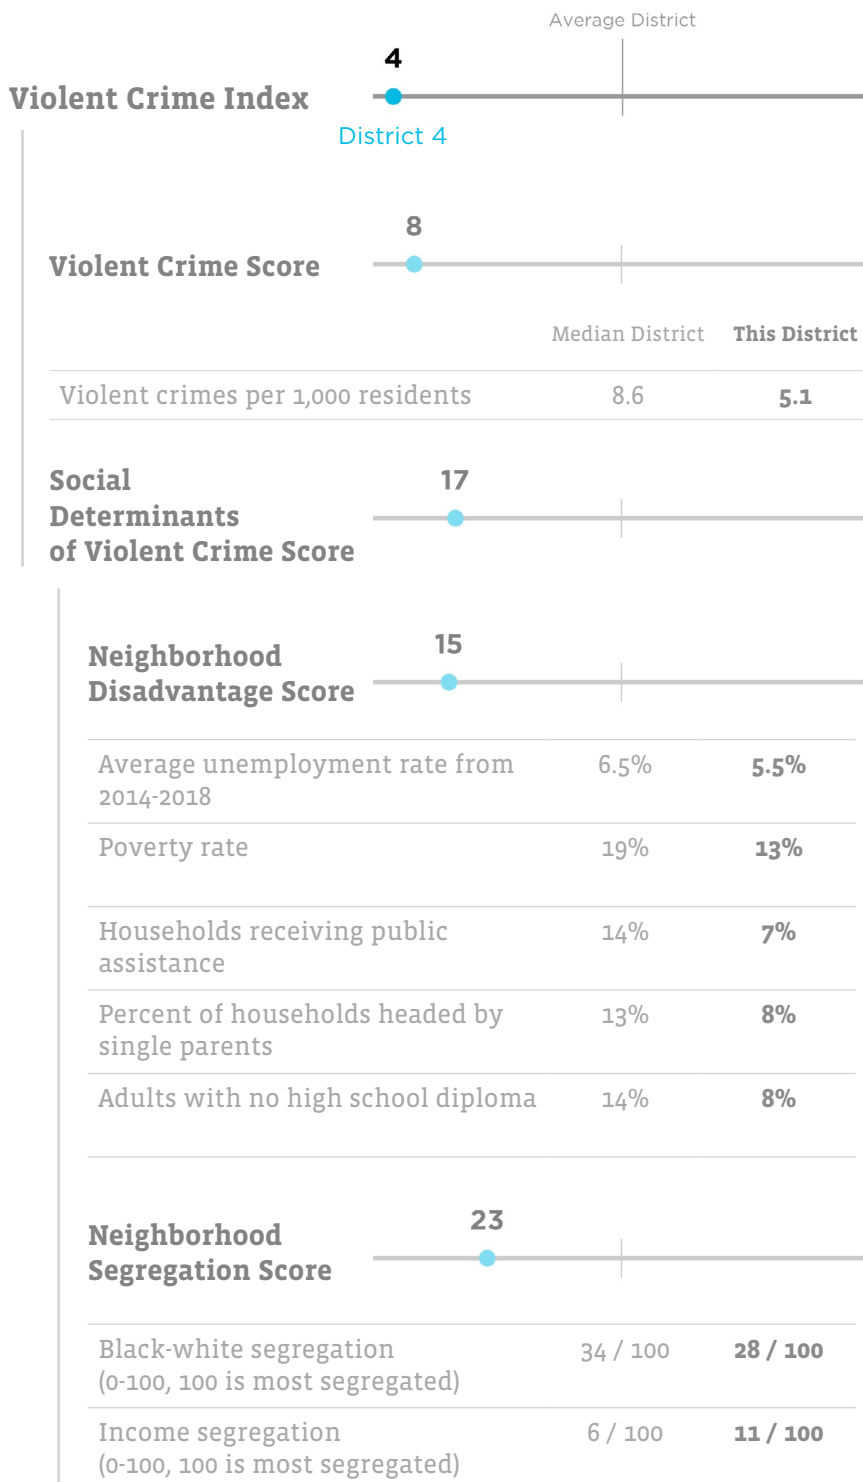 Average District
4
Violent Crime Index
District 4
8
Violent Crime Score
Median District This District
Violent crimes per 1,000 residents 8.6 5.1
Social
Determinants
of Violent Crime Score
17
Neighborhood
Disadvantage Score
15
Average unemployment rate from
2014-2018
6.5% 5.5%
Poverty rate 19% 13%
Households receiving public
assistance
14% 7%
Percent of households headed by
single parents
13% 8%
Adults with no high school diploma 14% 8%
Neighborhood
Segregation Score
23
Black-white segregation
(0-100, 100 is most segregated)
34 / 100 28 / 100
Income segregation
(0-100, 100 is most segregated)
6 / 100 11 / 100